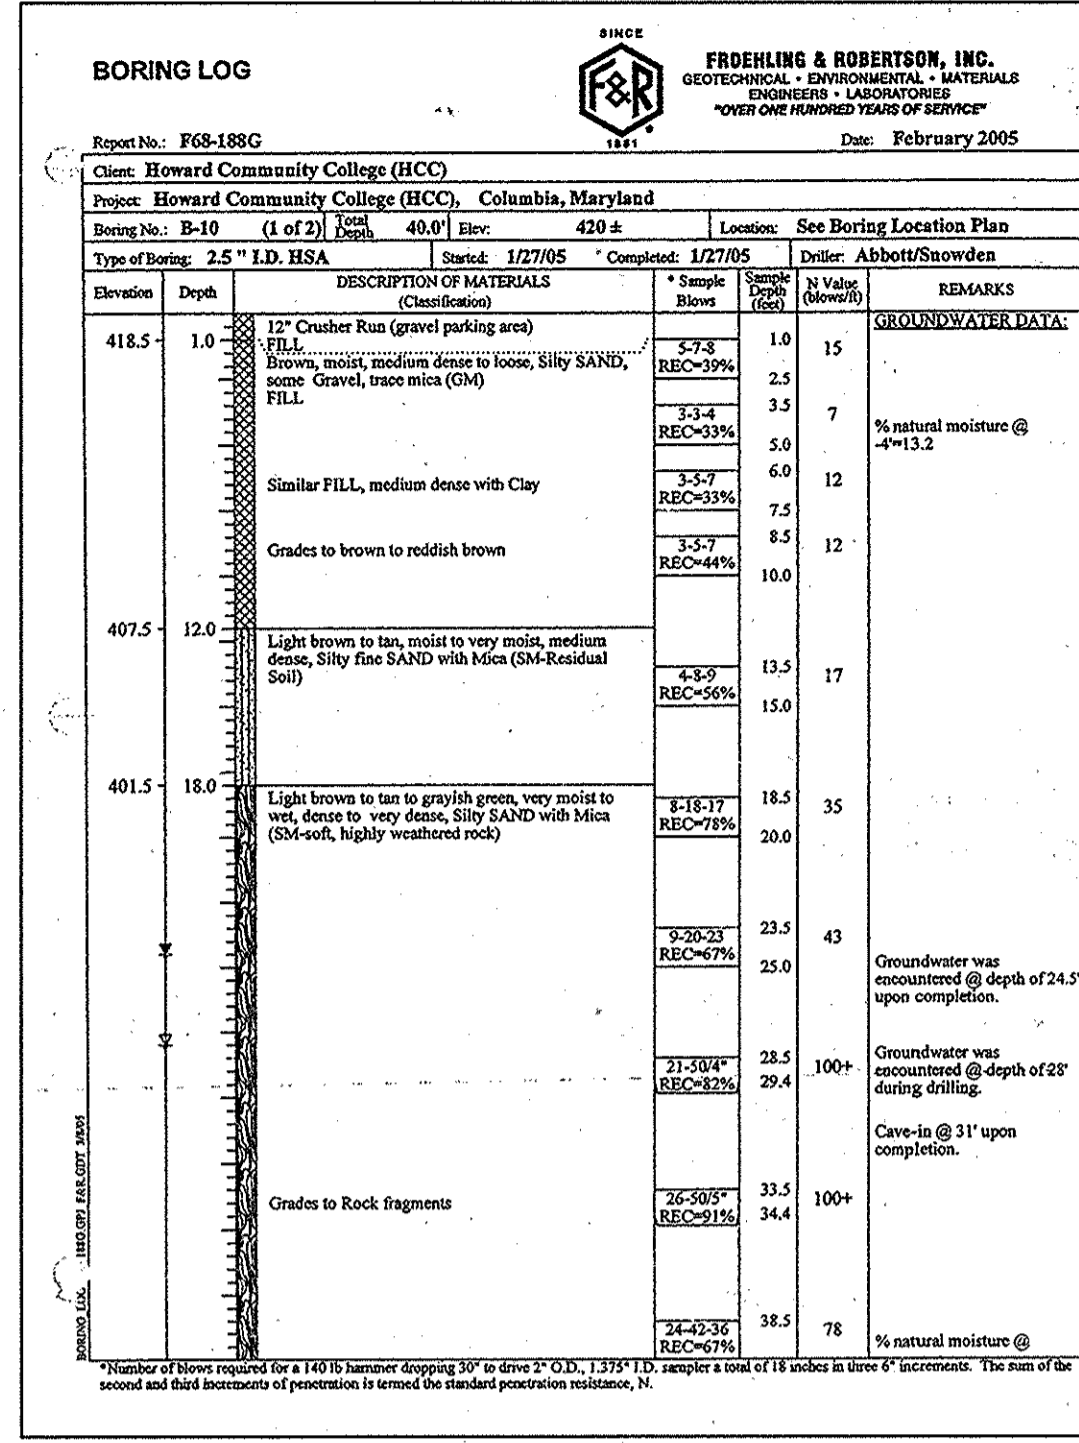 SINCE
BORING LOG
F&R
1881
FROEHLING & ROBERTSON, INC.
GEOTECHNICAL • ENVIRONMENTAL • MATERIALS
ENGINEERS • LABORATORIES
"OVER ONE HUNDRED YEARS OF SERVICE"
Report No.: F68-188G
Date: February 2005
Client: Howard Community College (HCC)
Project: Howard Community College (HCC), Columbia, Maryland
Boring No.: B-10 (1 of 2) Total Depth 40.0' Elev: 420 ± Location: See Boring Location Plan
Type of Boring: 2.5 " I.D. HSA Started: 1/27/05 Completed: 1/27/05 Driller: Abbott/Snowden
Elevation Depth DESCRIPTION OF MATERIALS (Classification) * Sample Blows Sample Depth (feet) N Value (blows/ft) REMARKS
GROUNDWATER DATA:
12" Crusher Run (gravel parking area)
418.5 1.0 FILL 1.0
Brown, moist, medium dense to loose, Silty SAND, 5-7-8 15
some Gravel, trace mica (GM) REC=39% 2.5
FILL 3.5
3-3-4 7
REC=33% 5.0
% natural moisture @
-4'=13.2
6.0
Similar FILL, medium dense with Clay 3-5-7 12
REC=33% 7.5
8.5
Grades to brown to reddish brown 3-5-7 12
REC=44% 10.0
407.5 12.0
Light brown to tan, moist to very moist, medium
dense, Silty fine SAND with Mica (SM-Residual 13.5
Soil) 4-8-9 17
REC=56% 15.0
401.5 18.0
Light brown to tan to grayish green, very moist to 18.5
wet, dense to very dense, Silty SAND with Mica 8-18-17 35
(SM-soft, highly weathered rock) REC=78% 20.0
23.5
9-20-23 43
REC=67% 25.0
Groundwater was
encountered @ depth of 24.5'
upon completion.
28.5
21-50/4" 100+
REC=82% 29.4
Groundwater was
encountered @ depth of 28'
during drilling.
Cave-in @ 31' upon
completion.
33.5
Grades to Rock fragments 26-50/5" 100+
REC=91% 34.4
38.5
24-42-36 78
REC=67% % natural moisture @
*Number of blows required for a 140 lb hammer dropping 30" to drive 2" O.D., 1.375" I.D. sampler a total of 18 inches in three 6" increments. The sum of the
second and third increments of penetration is termed the standard penetration resistance, N.
BORING LOG 188G.GPJ F&R.GDT 3/8/05